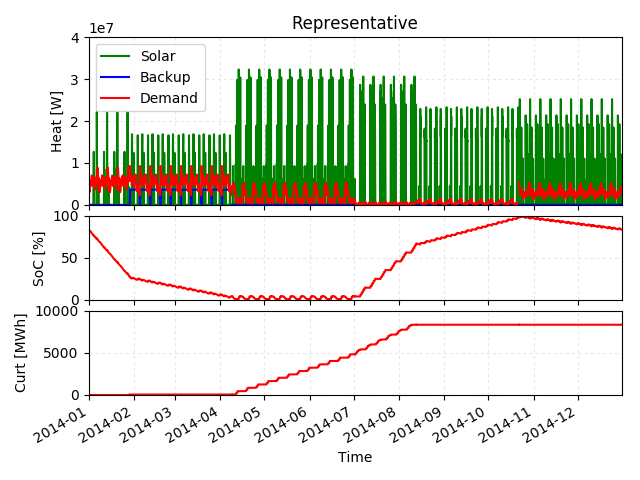 Representative
1e7
4
3
2
1
0
Heat [W]
Solar
Backup
Demand
100
50
0
SoC [%]
10000
5000
0
Curt [MWh]
2014-01
2014-02
2014-03
2014-04
2014-05
2014-06
2014-07
2014-08
2014-09
2014-10
2014-11
2014-12
Time